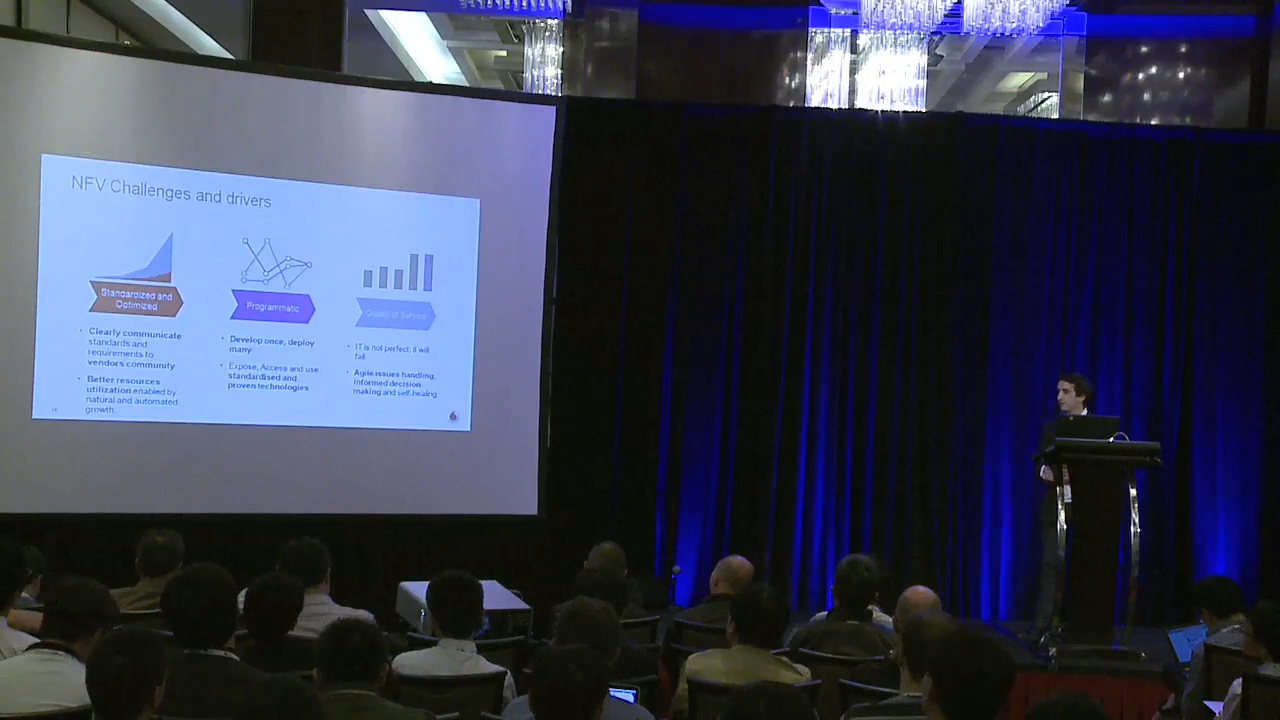 NFV Challenges and drivers
Standardized and
Optimized
• Clearly communicate
standards and
requirements to
vendors community
• Better resources
utilization enabled by
natural and automated
growth.
Programmatic
• Develop once, deploy
many
• Expose, Access and use
standardised and
proven technologies
Quality of Service
• IT is not perfect, it will
fail
• Agile issues handling,
informed decision
making and self-healing